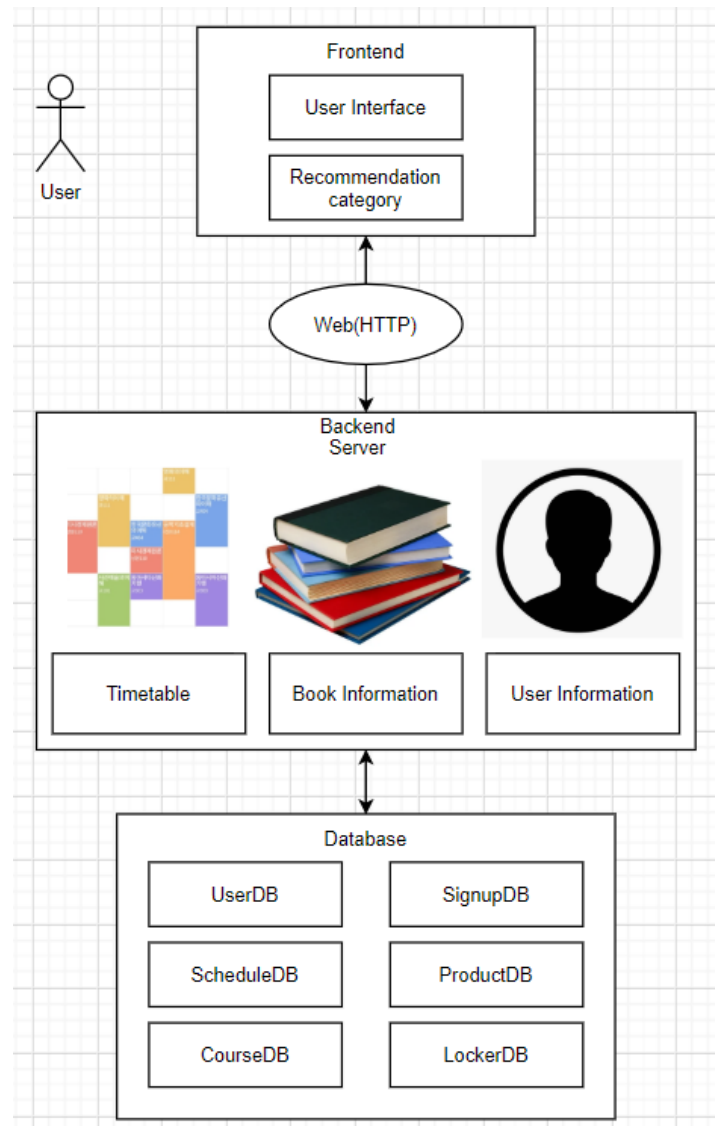 Frontend
User Interface
Recommendation
category
User
Web(HTTP)
Backend
Server
Timetable
Book Information
User Information
Database
UserDB
SignupDB
ScheduleDB
ProductDB
CourseDB
LockerDB